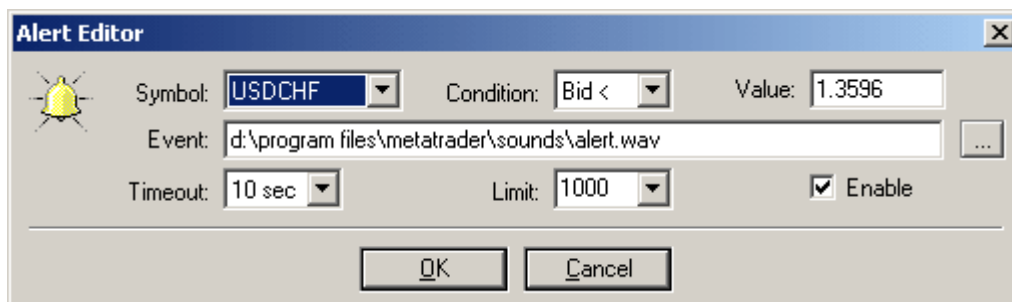 Alert Editor
Symbol: USDCHF Condition: Bid < Value: 1.3596
Event: d:\program files\metatrader\sounds\alert.wav ...
Timeout: 10 sec Limit: 1000 Enable
OK Cancel